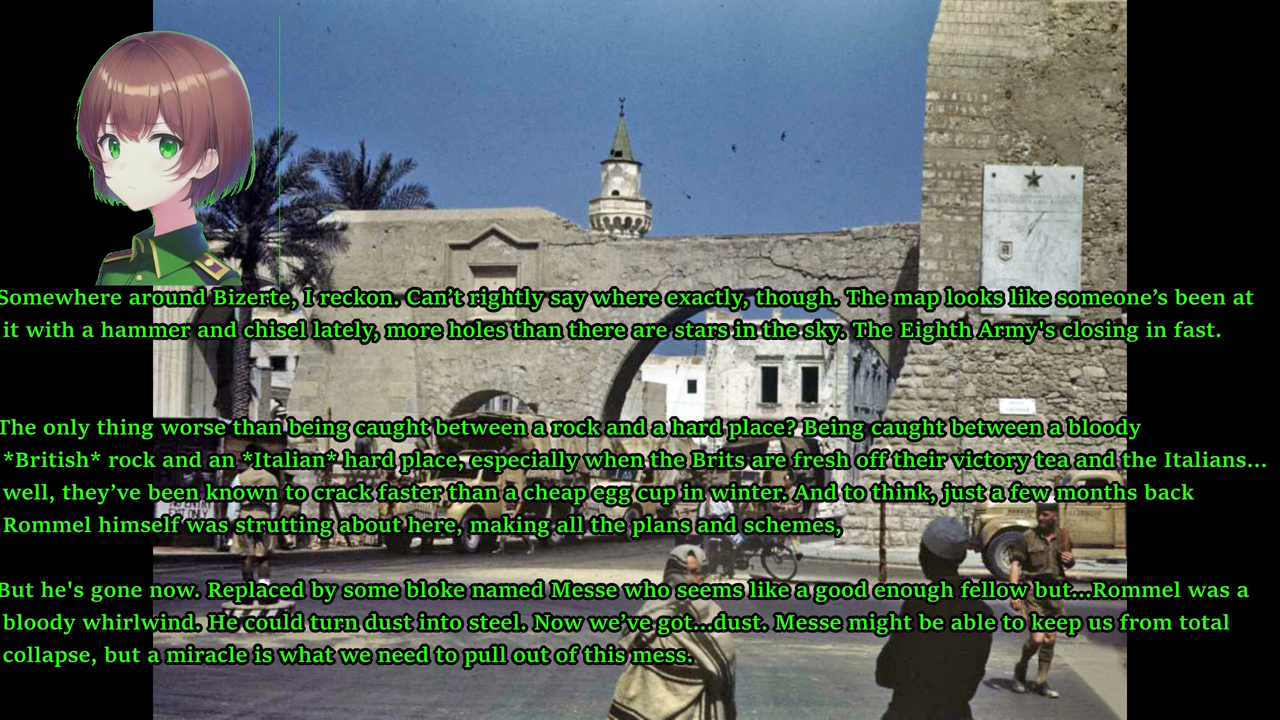 Somewhere around Bizerte, I reckon. Can’t rightly say where exactly, though. The map looks like someone’s been at
it with a hammer and chisel lately, more holes than there are stars in the sky. The Eighth Army's closing in fast.
The only thing worse than being caught between a rock and a hard place? Being caught between a bloody
*British* rock and an *Italian* hard place, especially when the Brits are fresh off their victory tea and the Italians...
well, they’ve been known to crack faster than a cheap egg cup in winter. And to think, just a few months back
Rommel himself was strutting about here, making all the plans and schemes,
But he's gone now. Replaced by some bloke named Messe who seems like a good enough fellow but...Rommel was a
bloody whirlwind. He could turn dust into steel. Now we’ve got...dust. Messe might be able to keep us from total
collapse, but a miracle is what we need to pull out of this mess.